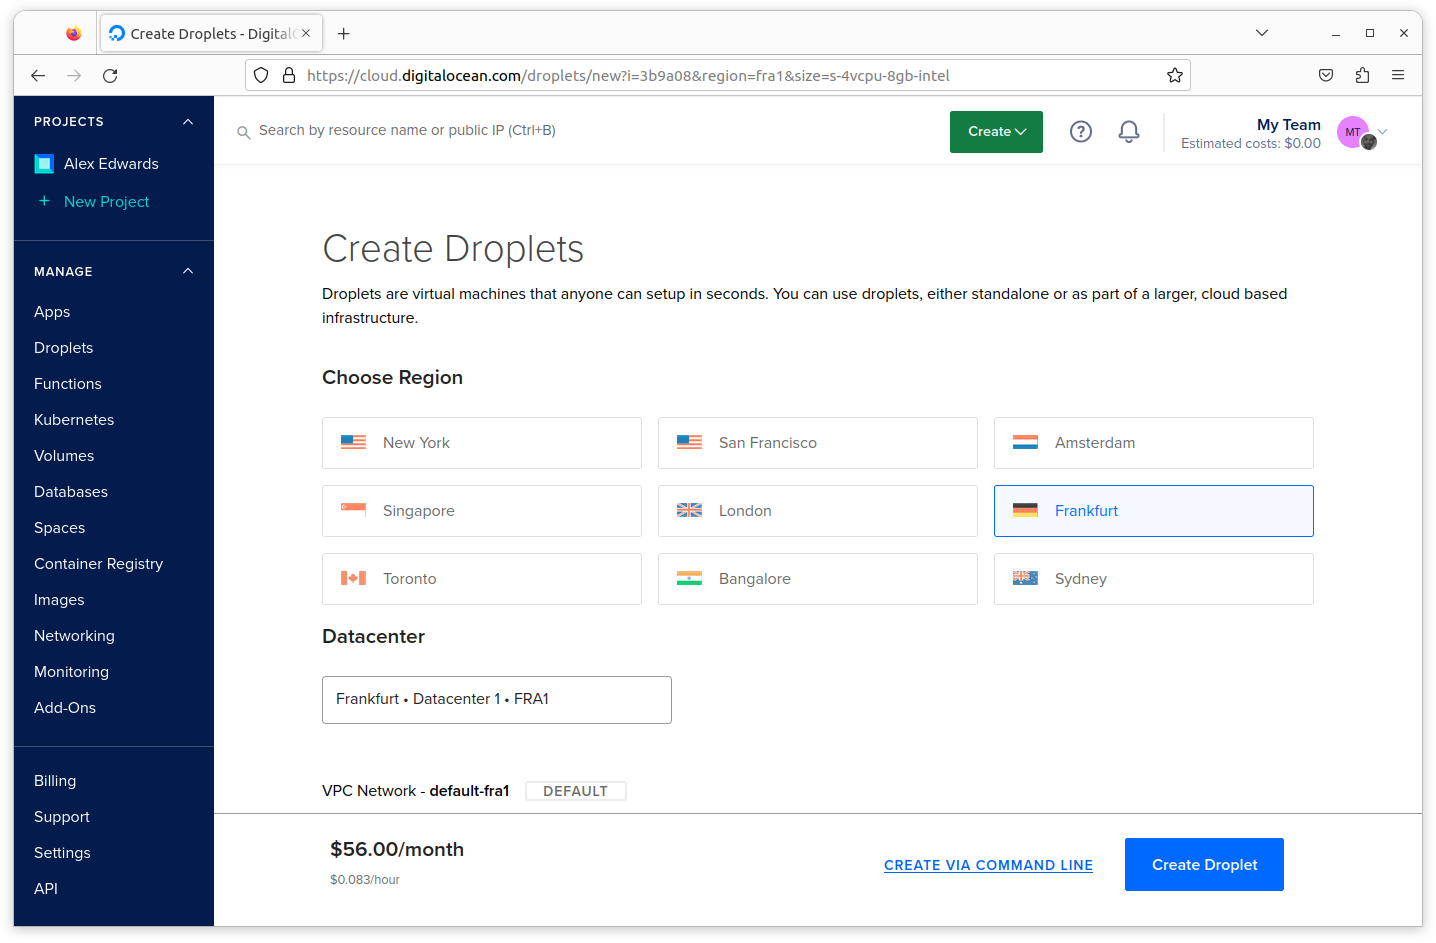 Create Droplets - DigitalO
https://cloud.digitalocean.com/droplets/new?i=3b9a08&region=fra1&size=s-4vcpu-8gb-intel
PROJECTS
Alex Edwards
+ New Project
MANAGE
Apps
Droplets
Functions
Kubernetes
Volumes
Databases
Spaces
Container Registry
Images
Networking
Monitoring
Add-Ons
Billing
Support
Settings
API
Search by resource name or public IP (Ctrl+B)
Create
?
My Team
Estimated costs: $0.00
MT
Create Droplets
Droplets are virtual machines that anyone can setup in seconds. You can use droplets, either standalone or as part of a larger, cloud based
infrastructure.
Choose Region
New York
San Francisco
Amsterdam
Singapore
London
Frankfurt
Toronto
Bangalore
Sydney
Datacenter
Frankfurt • Datacenter 1 • FRA1
VPC Network - default-fra1 DEFAULT
$56.00/month
$0.083/hour
CREATE VIA COMMAND LINE
Create Droplet